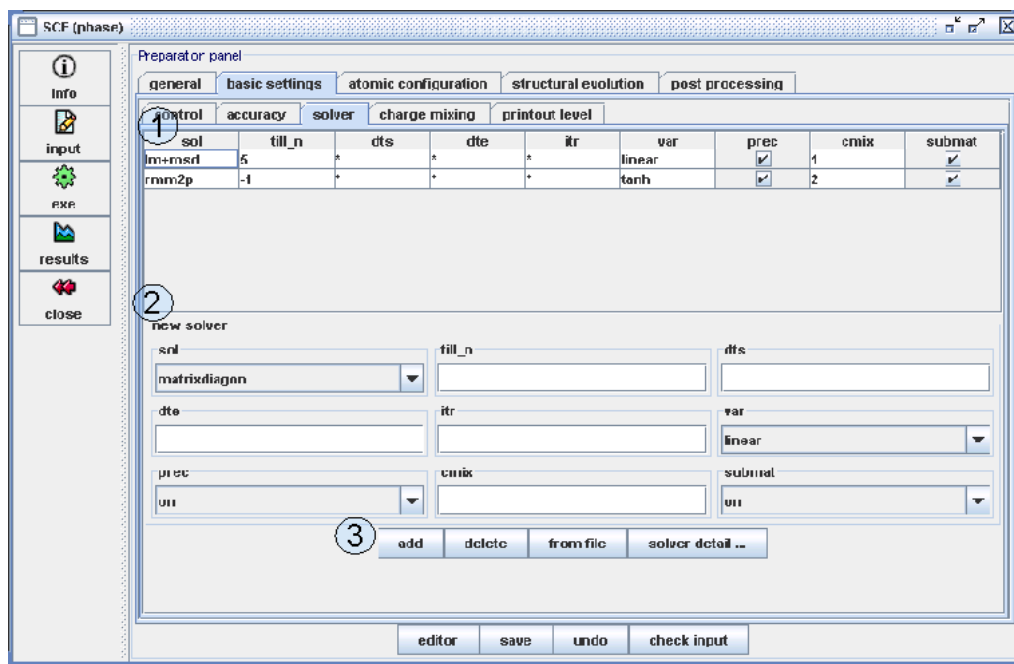 SCF (phase)
Preparator panel
info
input
exe
results
close
general basic settings atomic configuration structural evolution post processing
control accuracy solver charge mixing printout level
1
sol till_n dts dte itr var prec cmix submat
lm+msd 5 * * * linear 1
rmm2p -1 * * * tanh 2
2
new solver
sol till_n dts
matrixdiagon
dte itr var
linear
prec cmix submat
on on
3
add delete from file solver detail ...
editor save undo check input